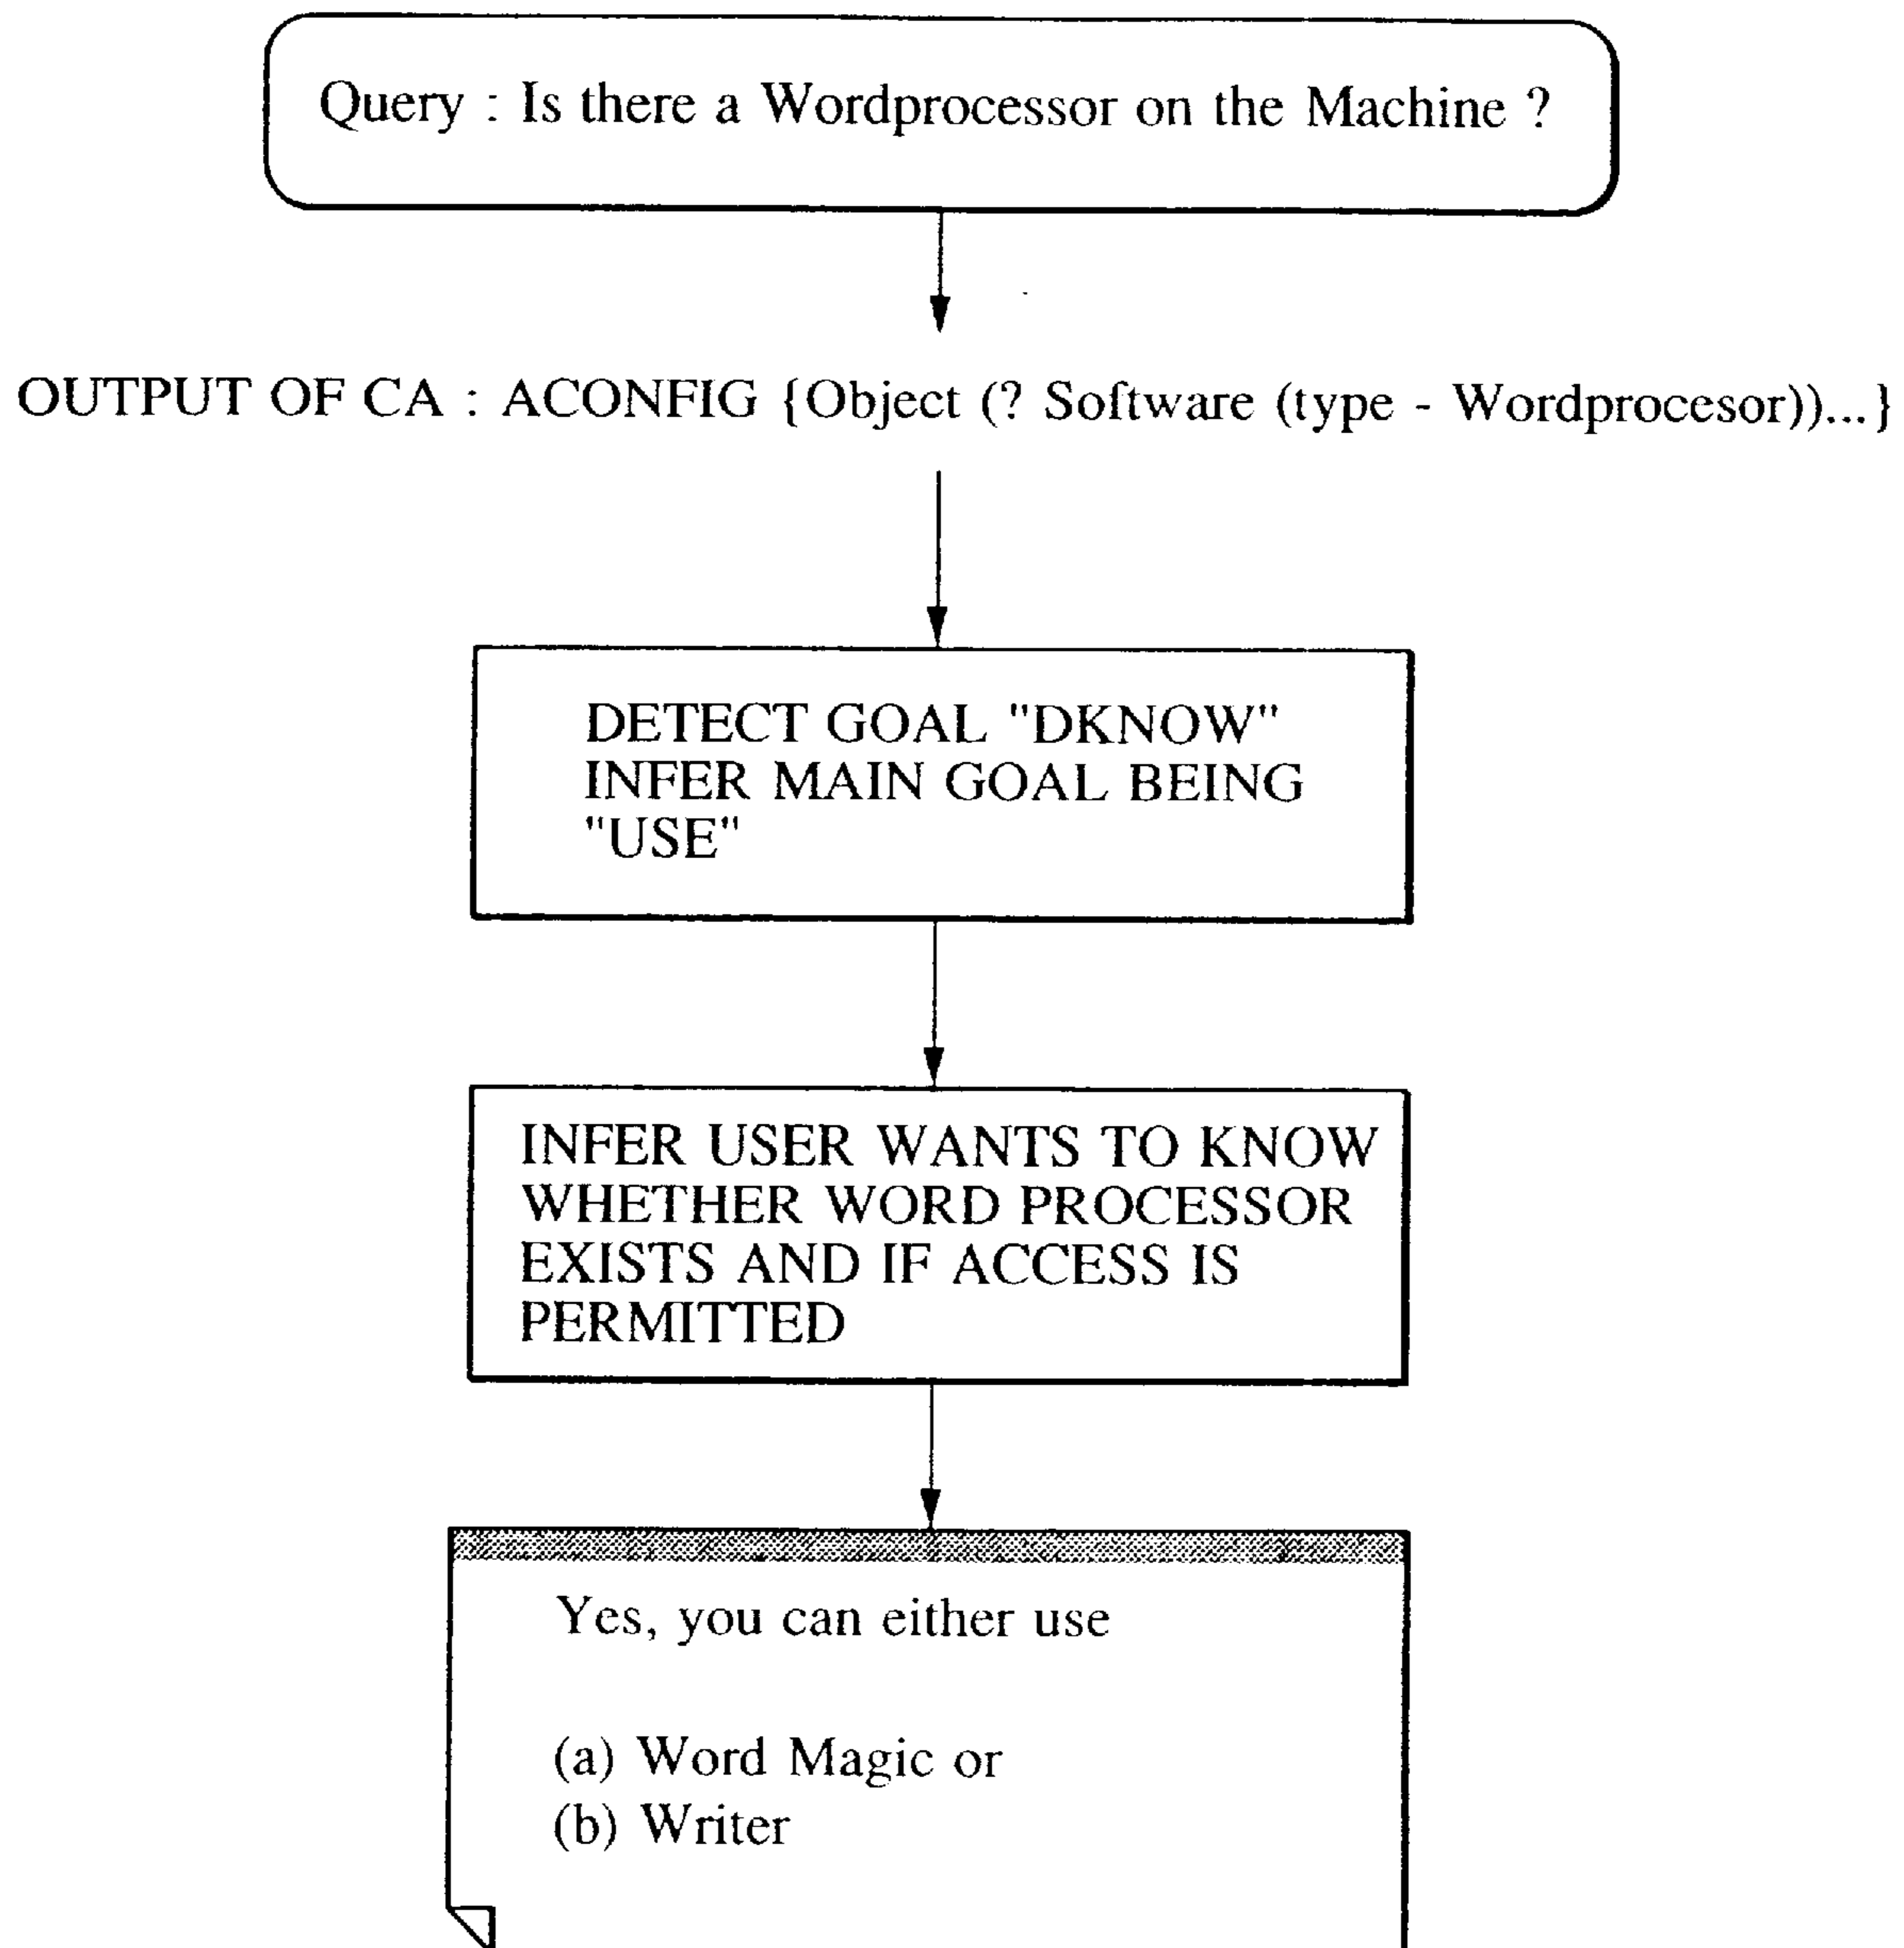 Query : Is there a Wordprocessor on the Machine ?
OUTPUT OF CA : ACONFIG {Object (? Software (type - Wordprocesor))...}
DETECT GOAL "DKNOW"
INFER MAIN GOAL BEING
"USE"
INFER USER WANTS TO KNOW
WHETHER WORD PROCESSOR
EXISTS AND IF ACCESS IS
PERMITTED
Yes, you can either use
(a) Word Magic or
(b) Writer